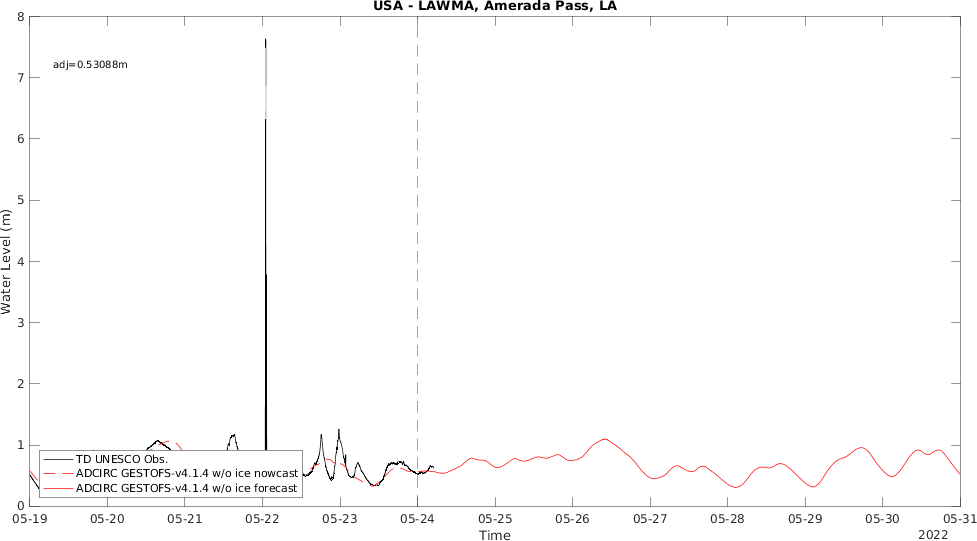 USA - LAWMA, Amerada Pass, LA
adj=0.53088m
8
7
6
5
4
3
2
1
0
Water Level (m)
TD UNESCO Obs.
ADCIRC GESTOFS-v4.1.4 w/o ice nowcast
ADCIRC GESTOFS-v4.1.4 w/o ice forecast
05-19 05-20 05-21 05-22 05-23 05-24 05-25 05-26 05-27 05-28 05-29 05-30 05-31
Time
2022